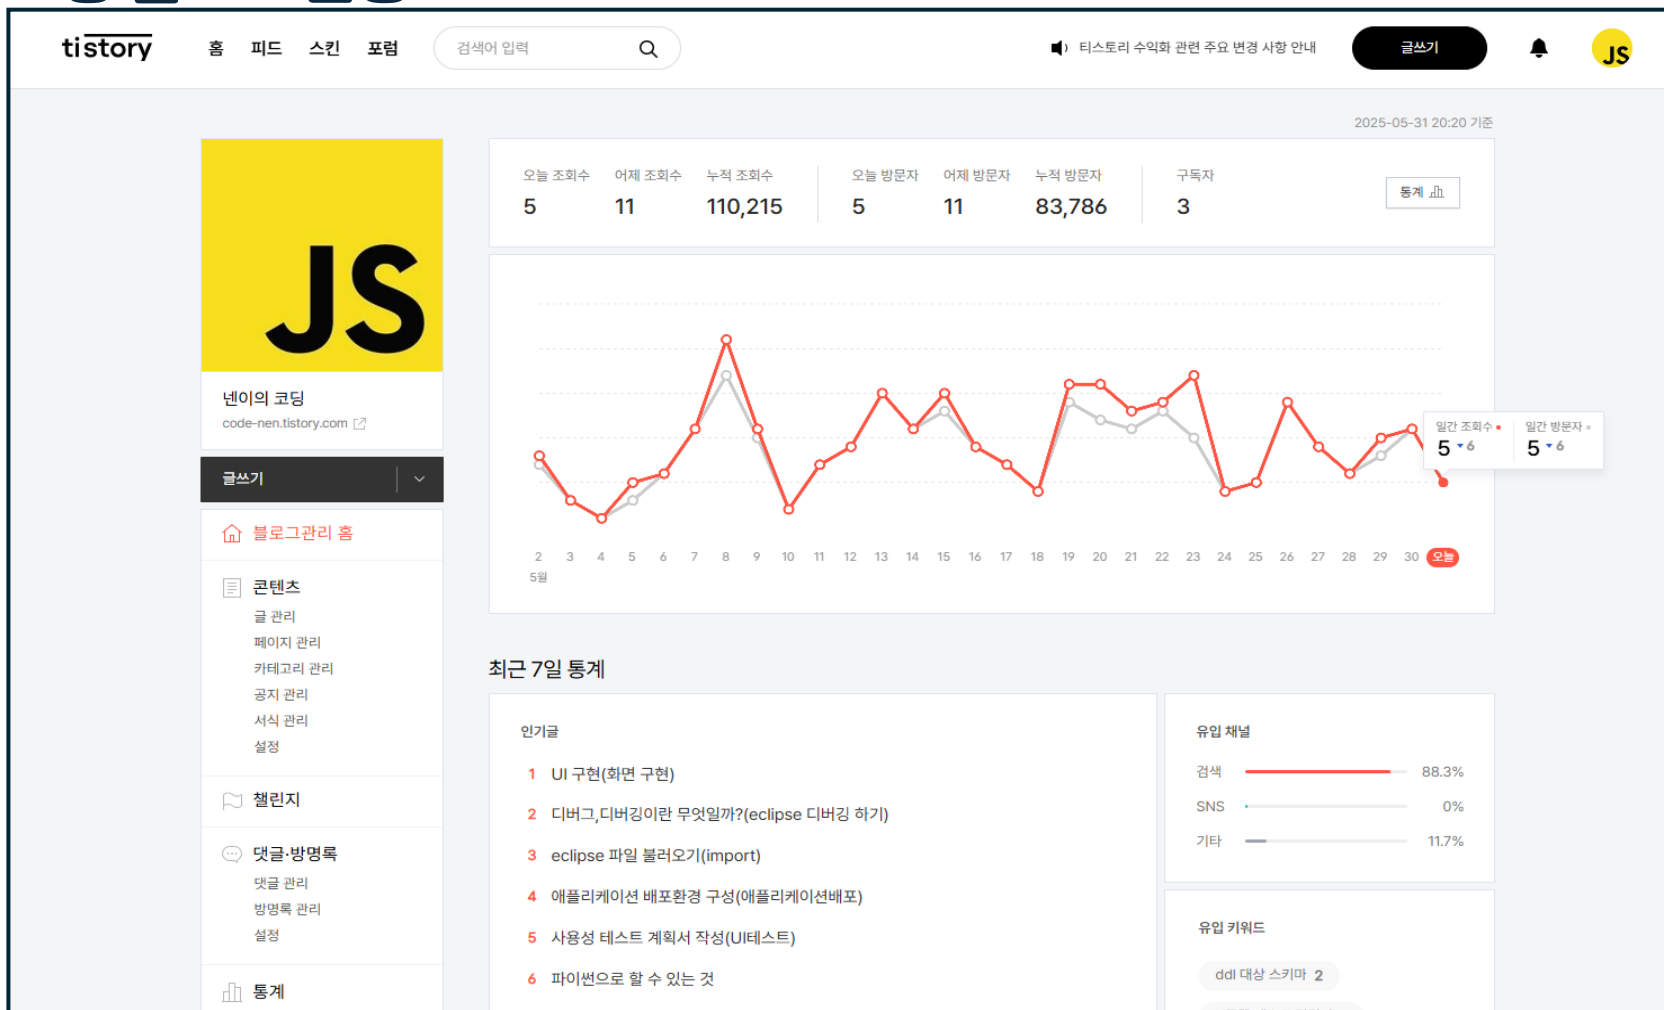 tistory 홈 피드 스킨 포럼 검색어 입력 티스토리 수익화 관련 주요 변경 사항 안내 글쓰기 JS
2025-05-31 20:20 기준
JS
넨이의 코딩
code-nen.tistory.com
글쓰기
블로그관리 홈
콘텐츠
글 관리
페이지 관리
카테고리 관리
공지 관리
서식 관리
설정
챌린지
댓글·방명록
댓글 관리
방명록 관리
설정
통계
오늘 조회수 어제 조회수 누적 조회수 오늘 방문자 어제 방문자 누적 방문자 구독자
5 11 110,215 5 11 83,786 3
통계
일간 조회수 일간 방문자
5 6 5 6
2 3 4 5 6 7 8 9 10 11 12 13 14 15 16 17 18 19 20 21 22 23 24 25 26 27 28 29 30 오늘
5월
최근 7일 통계
인기글
1 UI 구현(화면 구현)
2 디버그,디버깅이란 무엇일까?(eclipse 디버깅 하기)
3 eclipse 파일 불러오기(import)
4 애플리케이션 배포환경 구성(애플리케이션배포)
5 사용성 테스트 계획서 작성(UI테스트)
6 파이썬으로 할 수 있는 것
유입 채널
검색 88.3%
SNS 0%
기타 11.7%
유입 키워드
ddl 대상 스키마 2